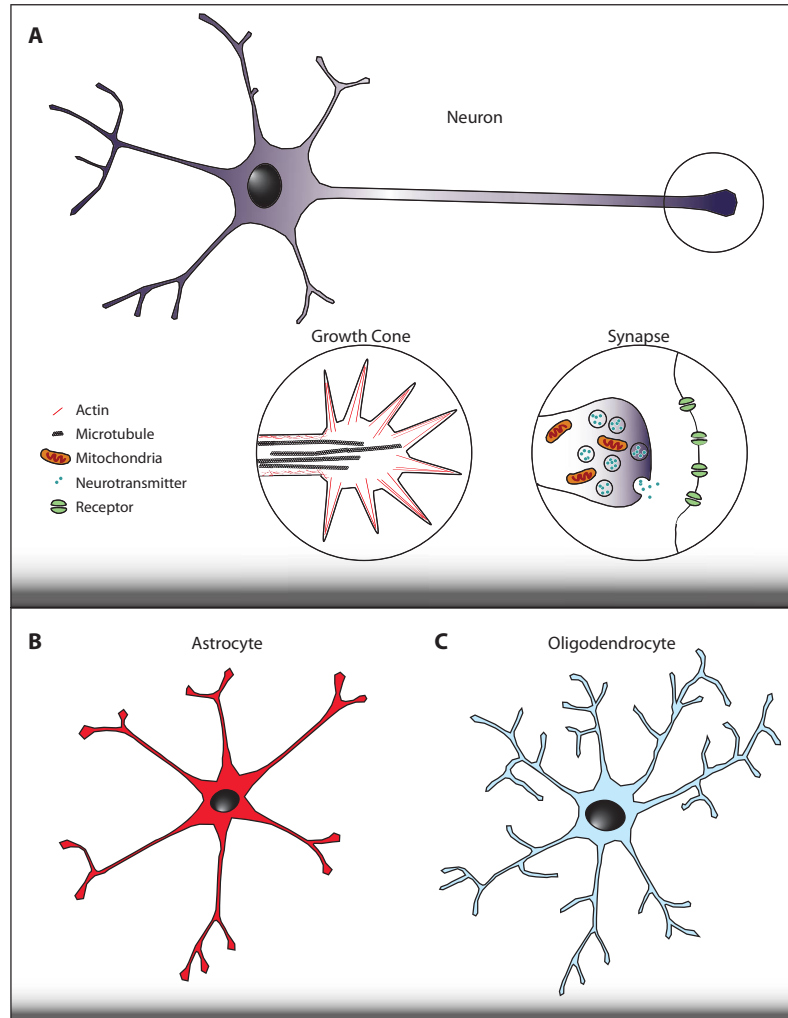 A
Neuron
Growth Cone
Synapse
Actin
Microtubule
Mitochondria
Neurotransmitter
Receptor
B
Astrocyte
C
Oligodendrocyte